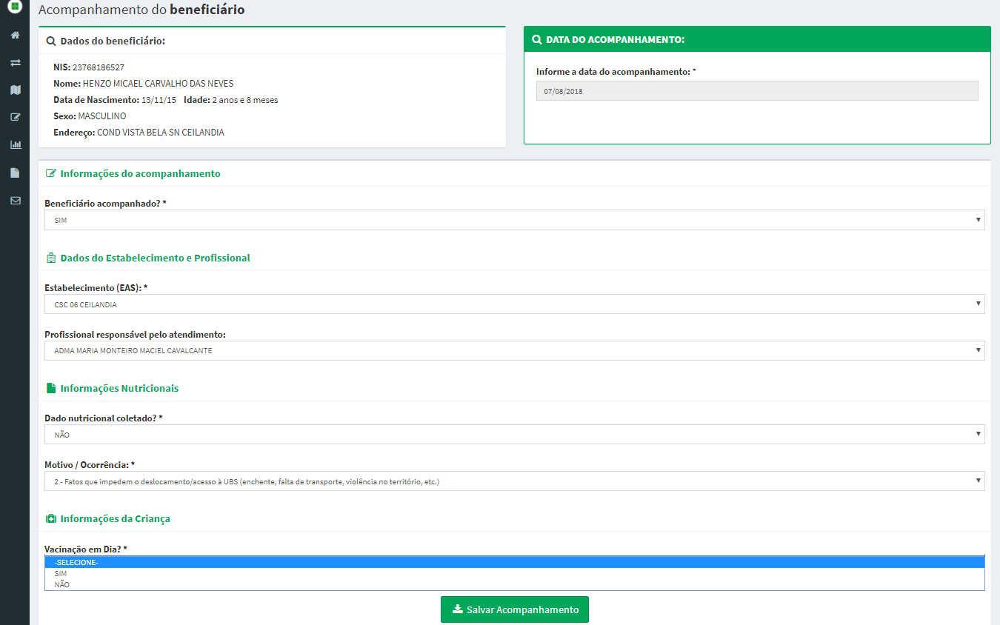 Acompanhamento do beneficiário
Dados do beneficiário:
NIS: 23768186527
Nome: HENZO MICAEL CARVALHO DAS NEVES
Data de Nascimento: 13/11/15 Idade: 2 anos e 8 meses
Sexo: MASCULINO
Endereço: COND VISTA BELA SN CEILANDIA
DATA DO ACOMPANHAMENTO:
Informe a data do acompanhamento: *
07/08/2018
Informações do acompanhamento
Beneficiário acompanhado? *
SIM
Dados do Estabelecimento e Profissional
Estabelecimento (EAS): *
CSC 06 CEILANDIA
Profissional responsável pelo atendimento:
ADMA MARIA MONTEIRO MACIEL CAVALCANTE
Informações Nutricionais
Dado nutricional coletado? *
NÃO
Motivo / Ocorrência: *
2 - Fatos que impedem o deslocamento/acesso à UBS (enchente, falta de transporte, violência no território, etc.)
Informações da Criança
Vacinação em Dia? *
-SELECIONE-
SIM
NÃO
Salvar Acompanhamento